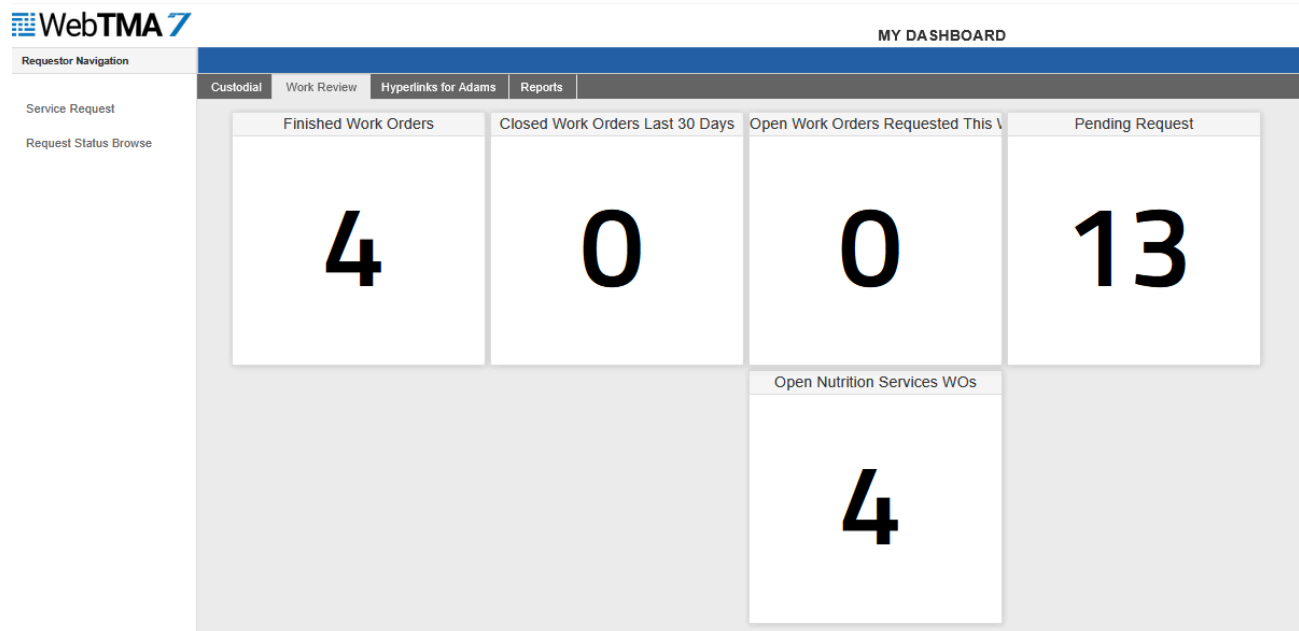 WebTMA 7
MY DASHBOARD
Requestor Navigation
Custodial Work Review Hyperlinks for Adams Reports
Service Request
Request Status Browse
Finished Work Orders Closed Work Orders Last 30 Days Open Work Orders Requested This Pending Request
4 0 0 13
Open Nutrition Services WOs
4